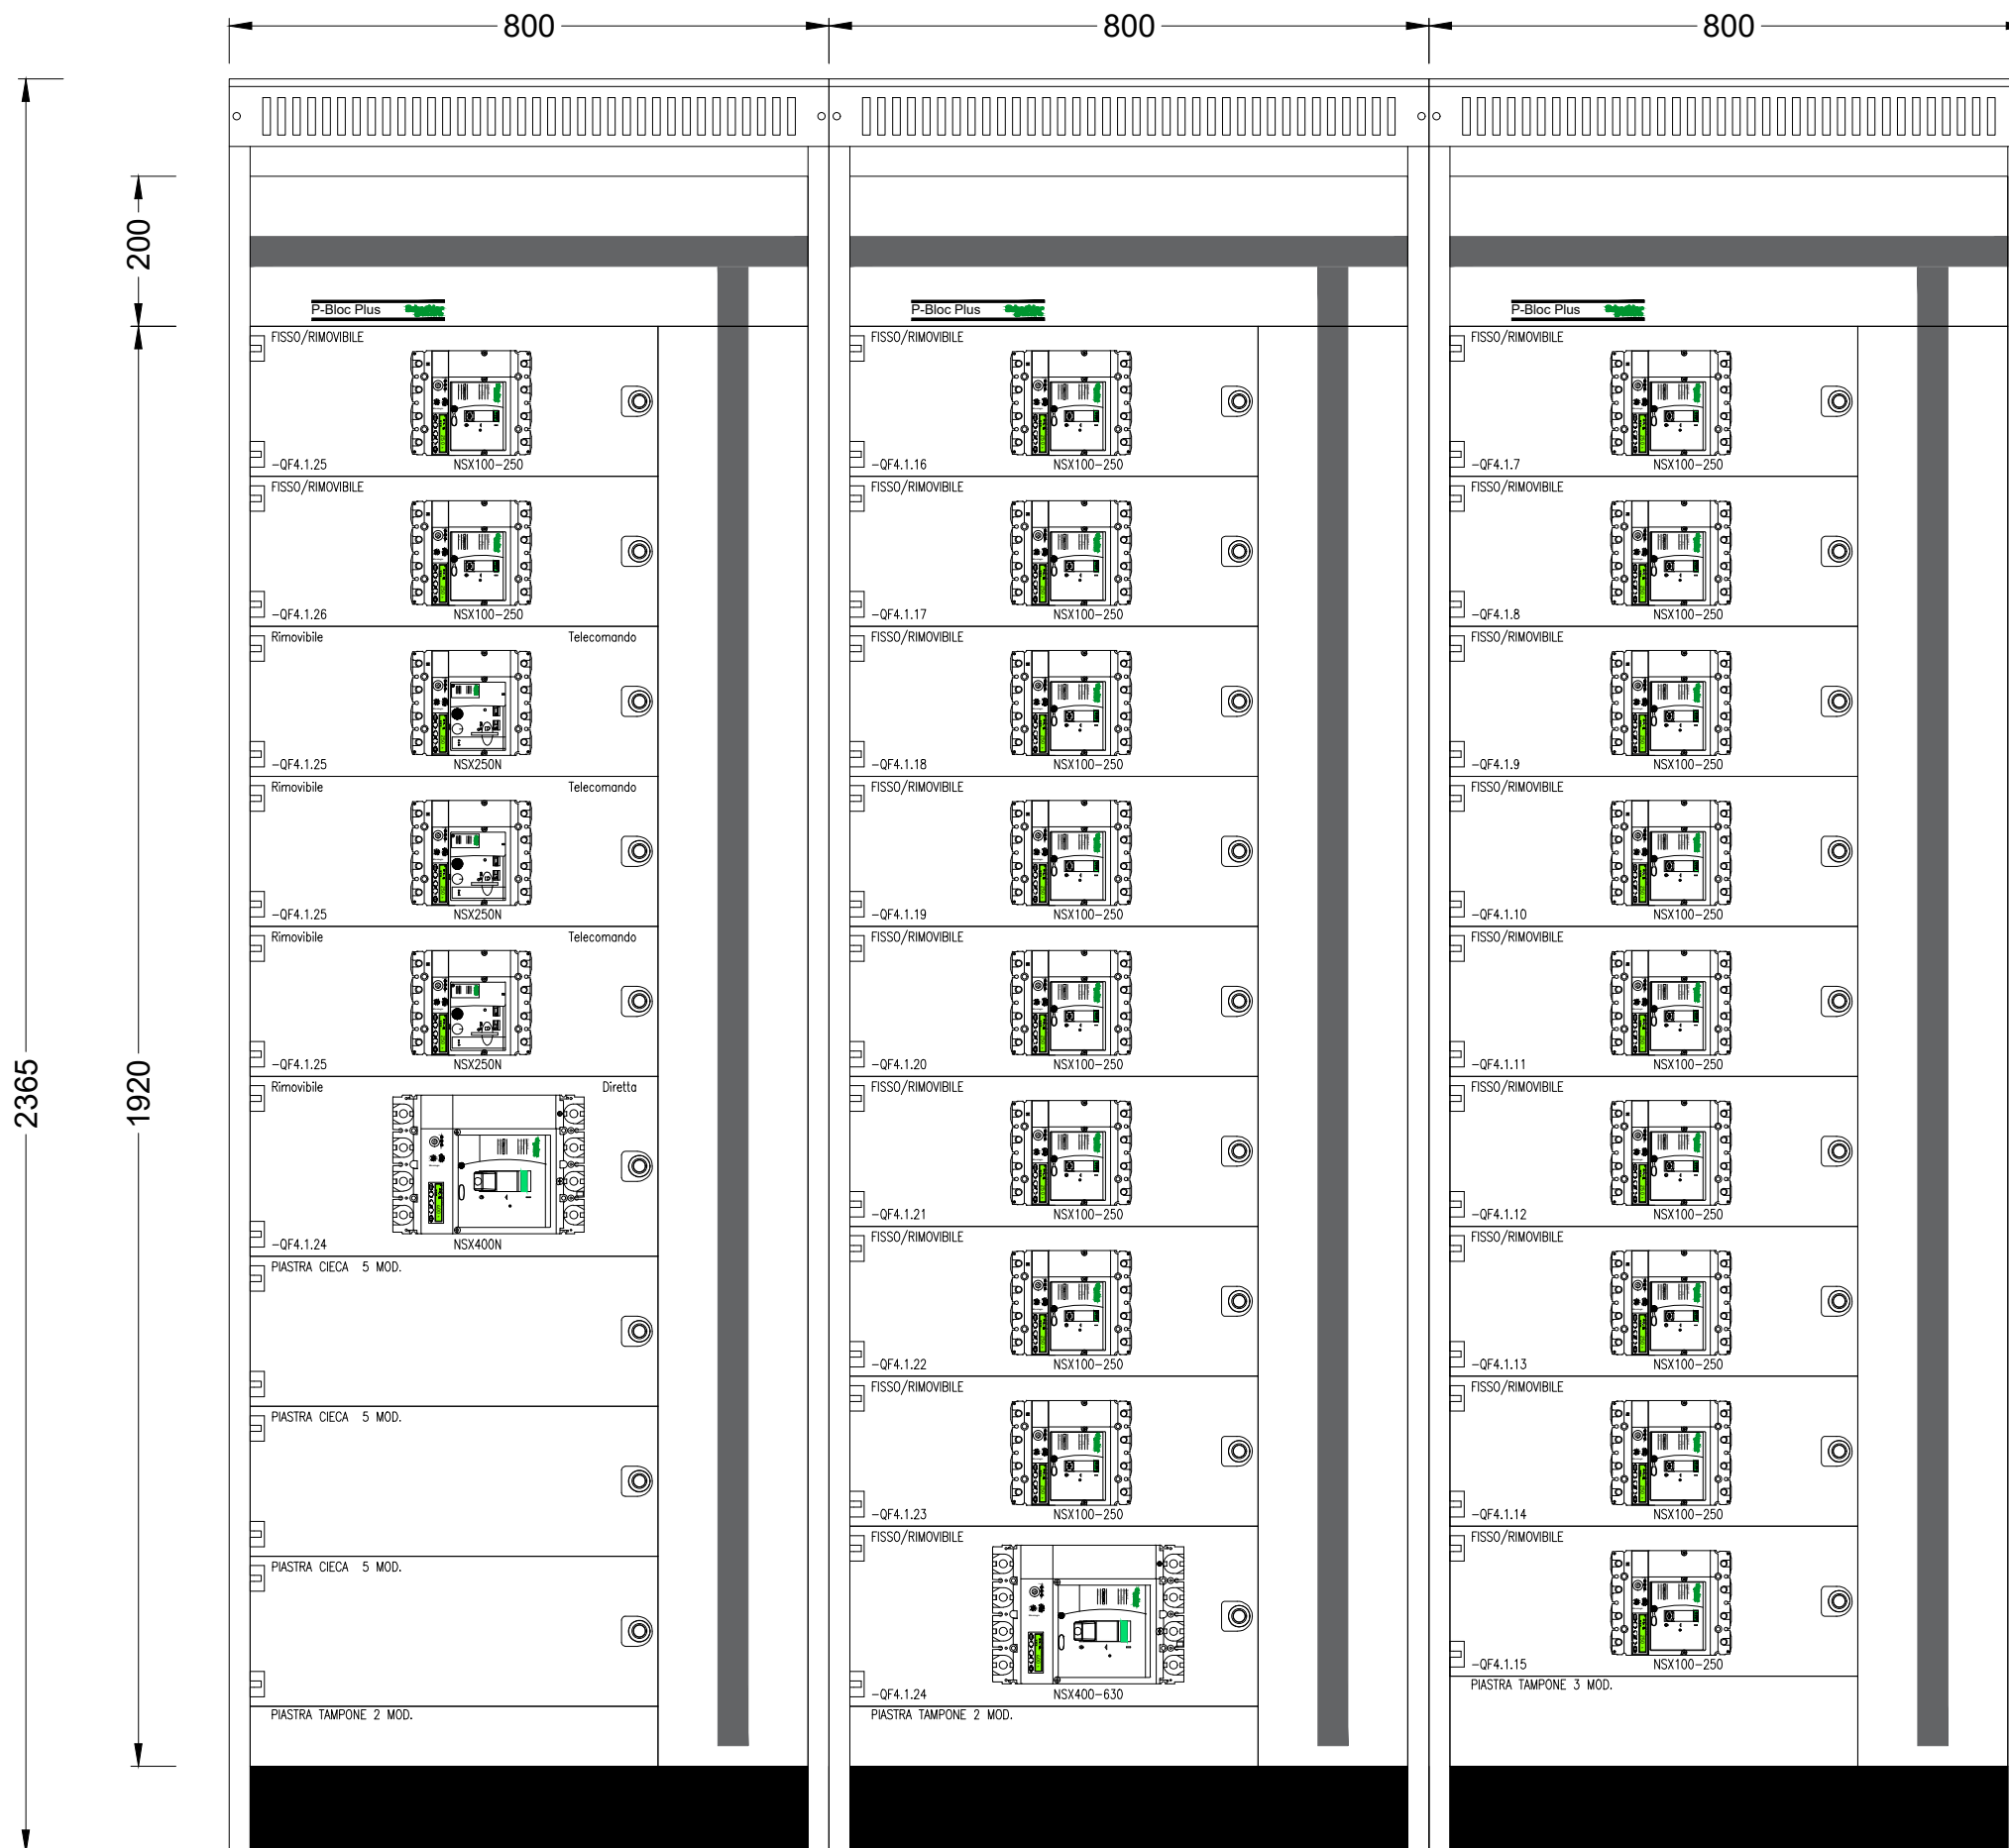 800
800
800
2365
200
1920
P-Bloc Plus
FISSO/RIMOVIBILE
-QF4.1.25
NSX100-250
FISSO/RIMOVIBILE
-QF4.1.26
NSX100-250
Rimovibile
Telecomando
-QF4.1.25
NSX250N
Rimovibile
Telecomando
-QF4.1.25
NSX250N
Rimovibile
Telecomando
-QF4.1.25
NSX250N
Rimovibile
Diretta
-QF4.1.24
NSX400N
PIASTRA CIECA 5 MOD.
PIASTRA CIECA 5 MOD.
PIASTRA CIECA 5 MOD.
PIASTRA TAMPONE 2 MOD.
P-Bloc Plus
FISSO/RIMOVIBILE
-QF4.1.16
NSX100-250
FISSO/RIMOVIBILE
-QF4.1.17
NSX100-250
FISSO/RIMOVIBILE
-QF4.1.18
NSX100-250
FISSO/RIMOVIBILE
-QF4.1.19
NSX100-250
FISSO/RIMOVIBILE
-QF4.1.20
NSX100-250
FISSO/RIMOVIBILE
-QF4.1.21
NSX100-250
FISSO/RIMOVIBILE
-QF4.1.22
NSX100-250
FISSO/RIMOVIBILE
-QF4.1.23
NSX100-250
FISSO/RIMOVIBILE
-QF4.1.24
NSX400-630
PIASTRA TAMPONE 2 MOD.
P-Bloc Plus
FISSO/RIMOVIBILE
-QF4.1.7
NSX100-250
FISSO/RIMOVIBILE
-QF4.1.8
NSX100-250
FISSO/RIMOVIBILE
-QF4.1.9
NSX100-250
FISSO/RIMOVIBILE
-QF4.1.10
NSX100-250
FISSO/RIMOVIBILE
-QF4.1.11
NSX100-250
FISSO/RIMOVIBILE
-QF4.1.12
NSX100-250
FISSO/RIMOVIBILE
-QF4.1.13
NSX100-250
FISSO/RIMOVIBILE
-QF4.1.14
NSX100-250
FISSO/RIMOVIBILE
-QF4.1.15
NSX100-250
PIASTRA TAMPONE 3 MOD.